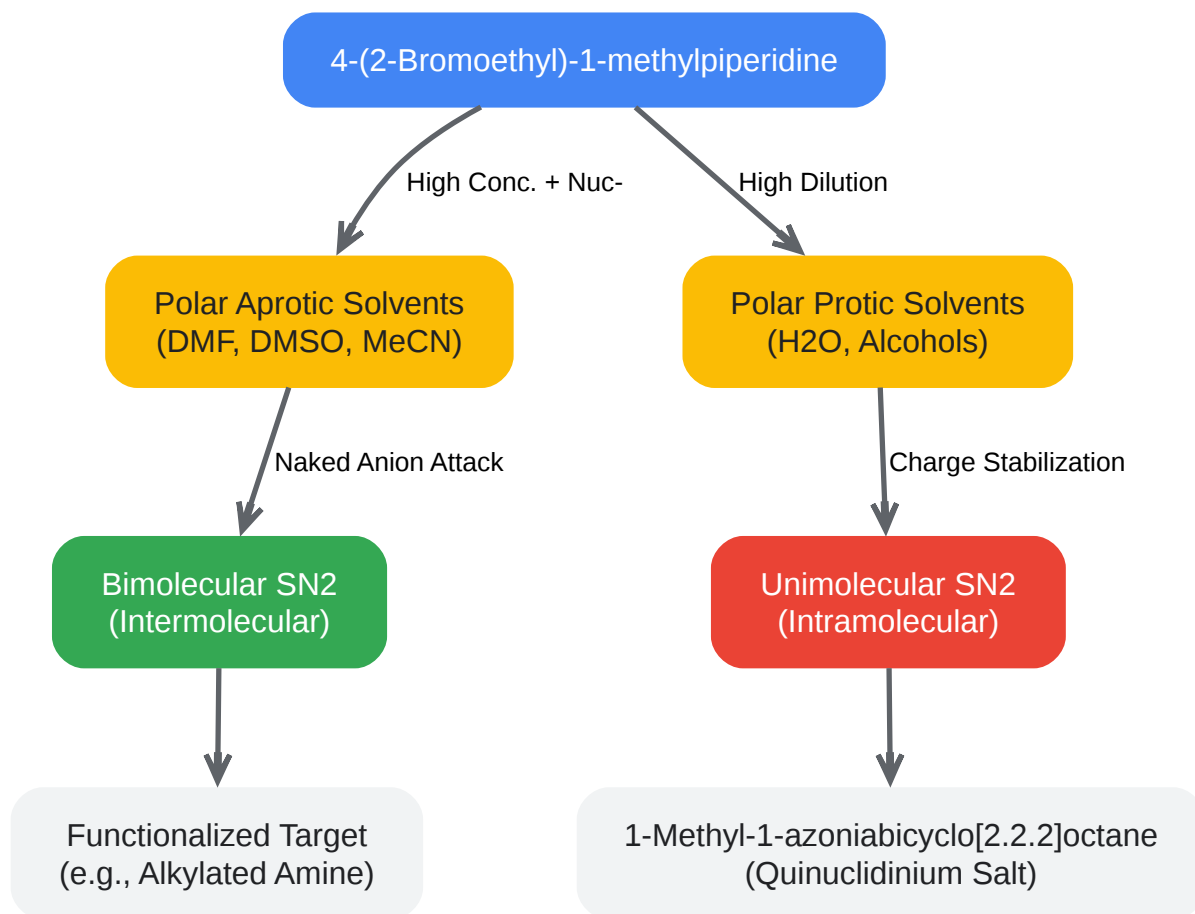 4-(2-Bromoethyl)-1-methylpiperidine
High Conc. + Nuc-
High Dilution
Polar Aprotic Solvents
(DMF, DMSO, MeCN)
Polar Protic Solvents
(H2O, Alcohols)
Naked Anion Attack
Charge Stabilization
Bimolecular SN2
(Intermolecular)
Unimolecular SN2
(Intramolecular)
Functionalized Target
(e.g., Alkylated Amine)
1-Methyl-1-azoniabicyclo[2.2.2]octane
(Quinuclidinium Salt)